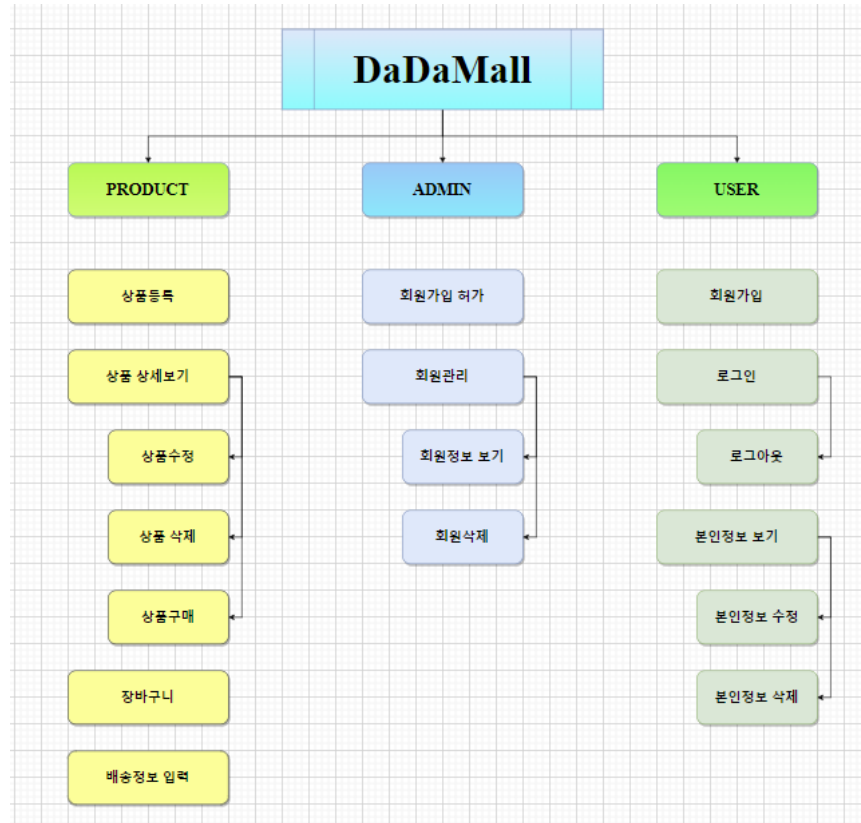 DaDaMall
PRODUCT
ADMIN
USER
상품등록
회원가입 허가
회원가입
상품 상세보기
회원관리
로그인
상품수정
회원정보 보기
로그아웃
상품 삭제
회원삭제
본인정보 보기
상품구매
본인정보 수정
장바구니
본인정보 삭제
배송정보 입력